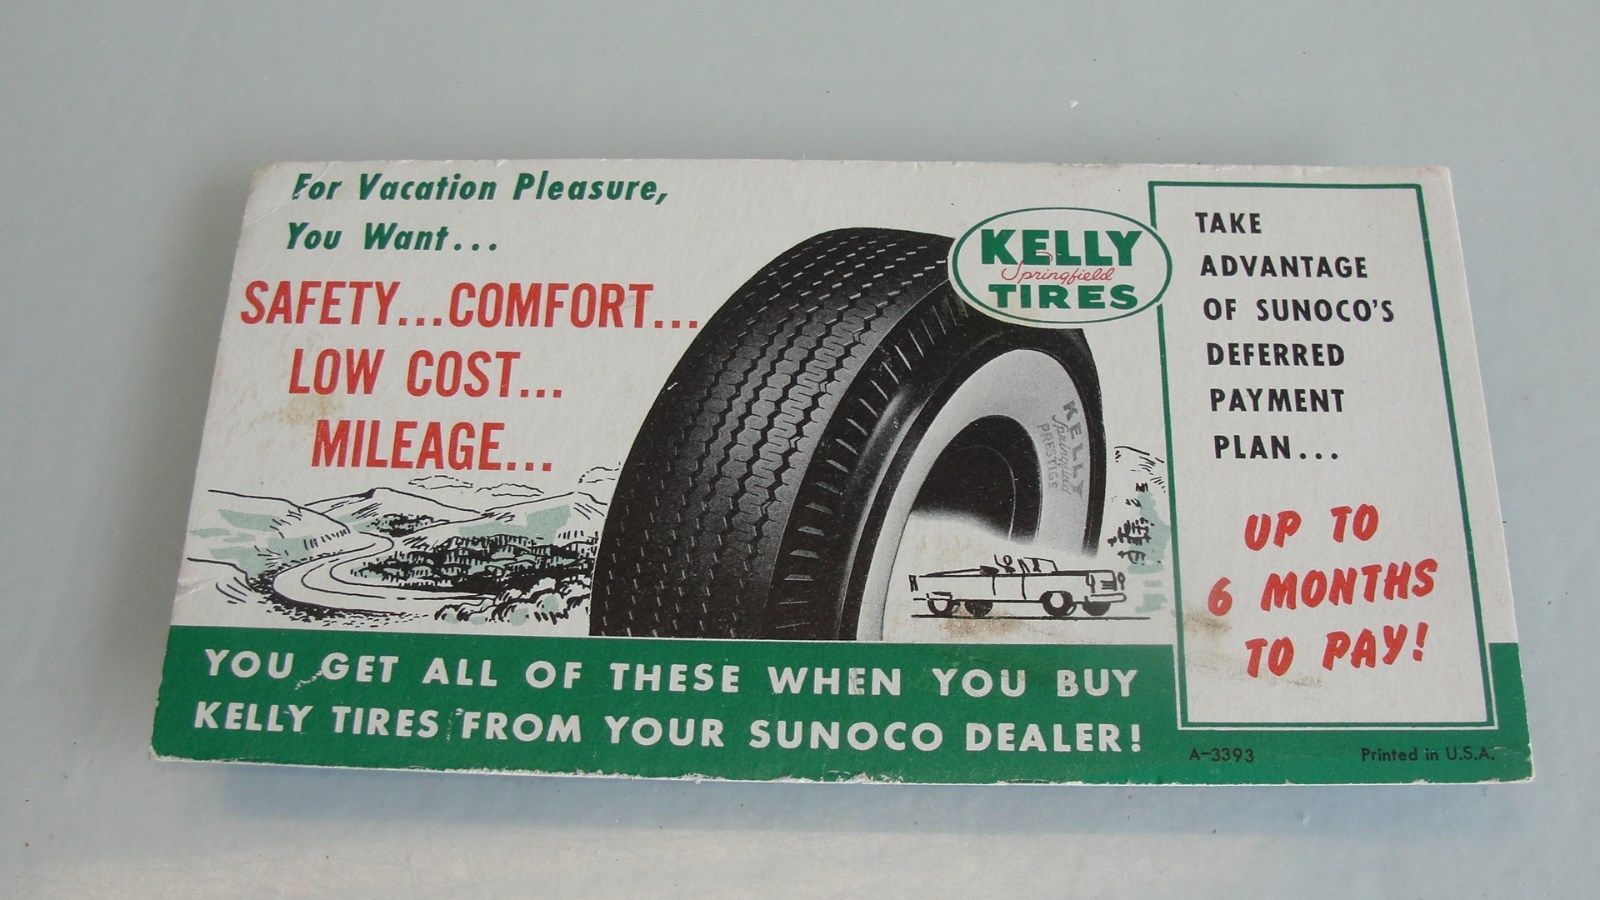 For Vacation Pleasure,
You Want...
SAFETY...COMFORT...
LOW COST...
MILEAGE...
KELLY
Springfield
TIRES
KELLY
Springfield
PRESTIGE
TAKE
ADVANTAGE
OF SUNOCO'S
DEFERRED
PAYMENT
PLAN...
UP TO
6 MONTHS
TO PAY!
YOU GET ALL OF THESE WHEN YOU BUY
KELLY TIRES FROM YOUR SUNOCO DEALER!
A-3393
Printed in U.S.A.